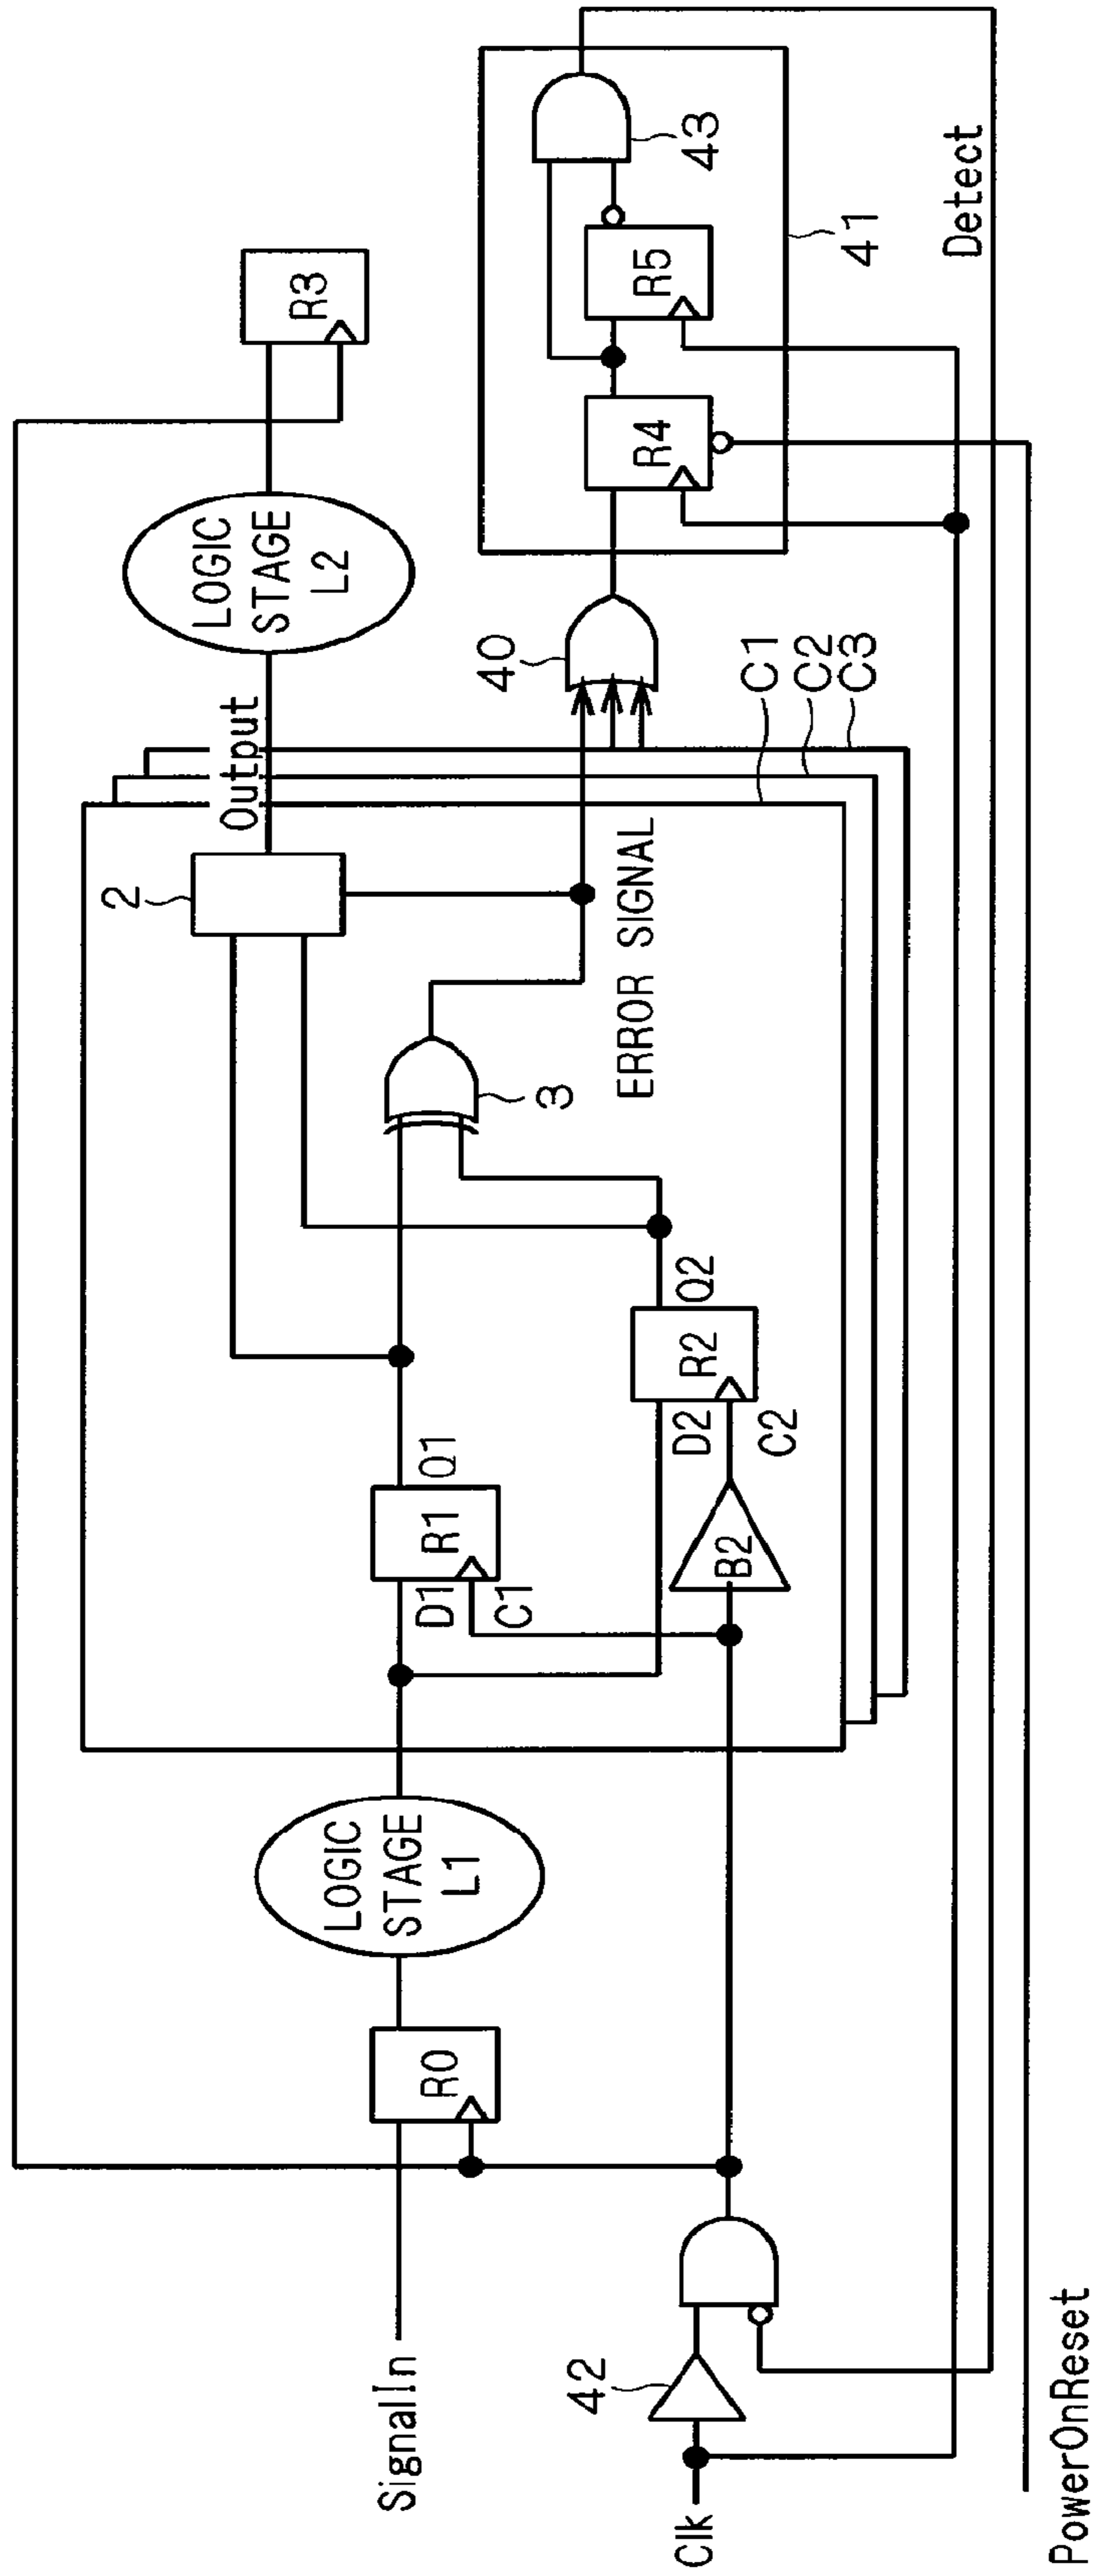 SignalIn
Clk
PowerOnReset
42
R0
LOGIC
STAGE
L1
D1
C1
R1
Q1
B2
D2
C2
R2
Q2
3
2
ERROR SIGNAL
Output
C1
C2
C3
40
LOGIC
STAGE
L2
R3
R4
R5
43
41
Detect